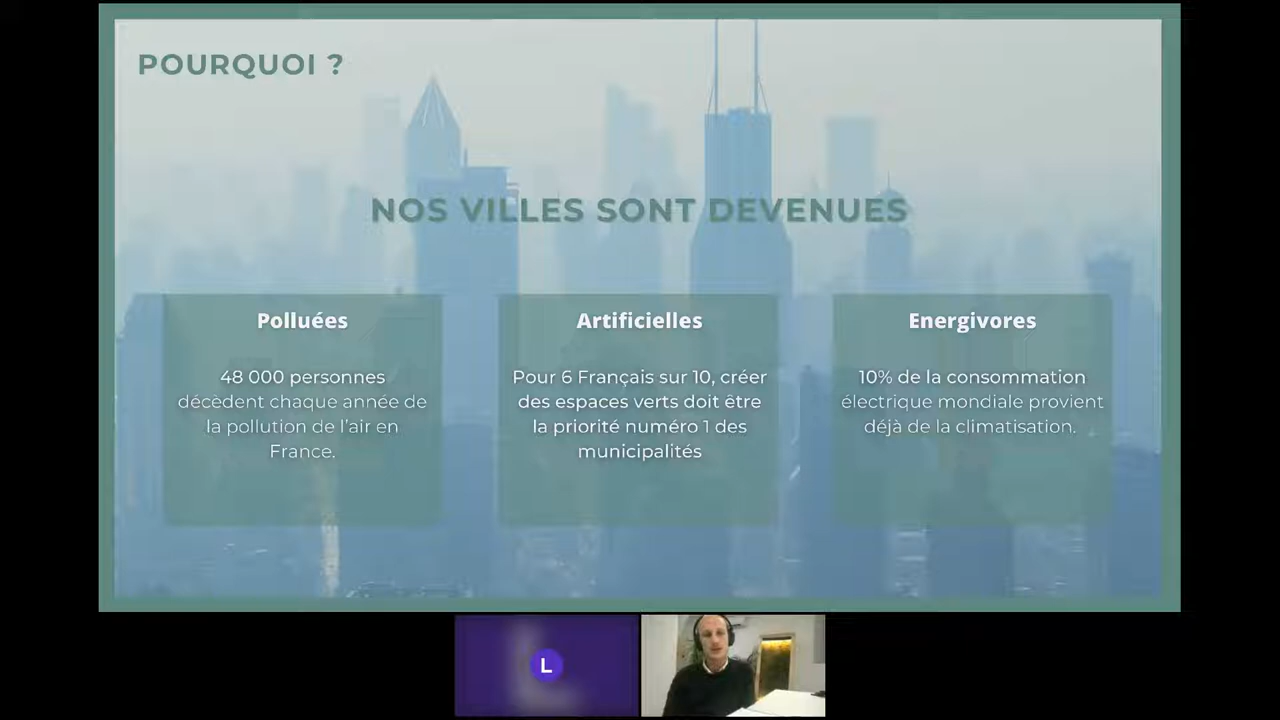 POURQUOI ?
NOS VILLES SONT DEVENUES
Polluées
48 000 personnes
décèdent chaque année de
la pollution de l'air en
France.
Artificielles
Pour 6 Français sur 10, créer
des espaces verts doit être
la priorité numéro 1 des
municipalités
Energivores
10% de la consommation
électrique mondiale provient
déjà de la climatisation.
L